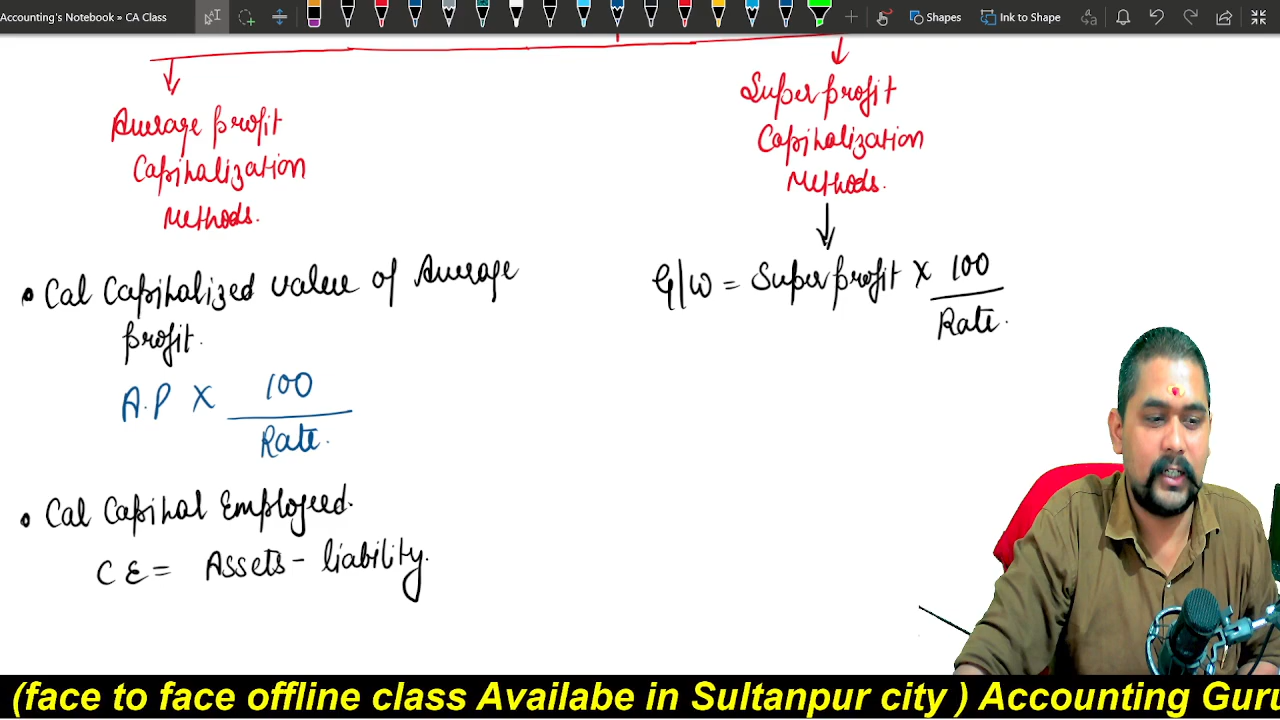 Accounting's Notebook » CA Class
Shapes
Ink to Shape
Average profit
Capitalization
Methods.
Super profit
Capitalization
Methods.
• Cal Capitalized value of Average
profit.
A.P X 100
Rate.
• Cal Capital Employeed.
C E = Assets - liability.
G/W = Super profit X 100
Rate.
(face to face offline class Availabe in Sultanpur city ) Accounting Guru